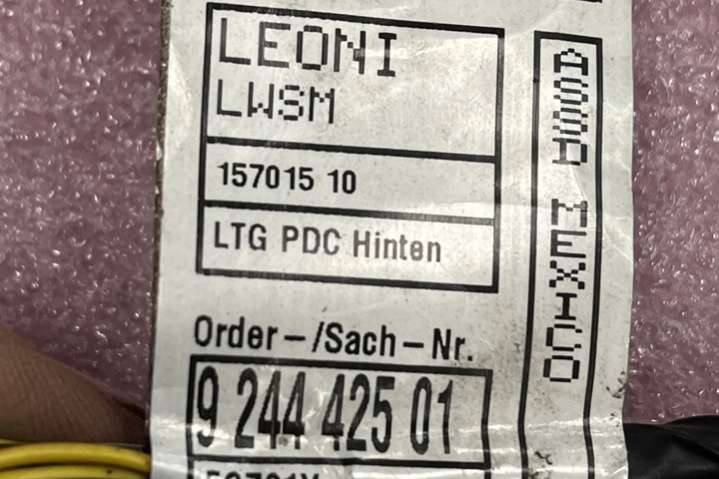 LEONI
LWSM
157015 10
LTG PDC Hinten
Order-/Sach-Nr.
9 244 425 01
ASSD MEXICO